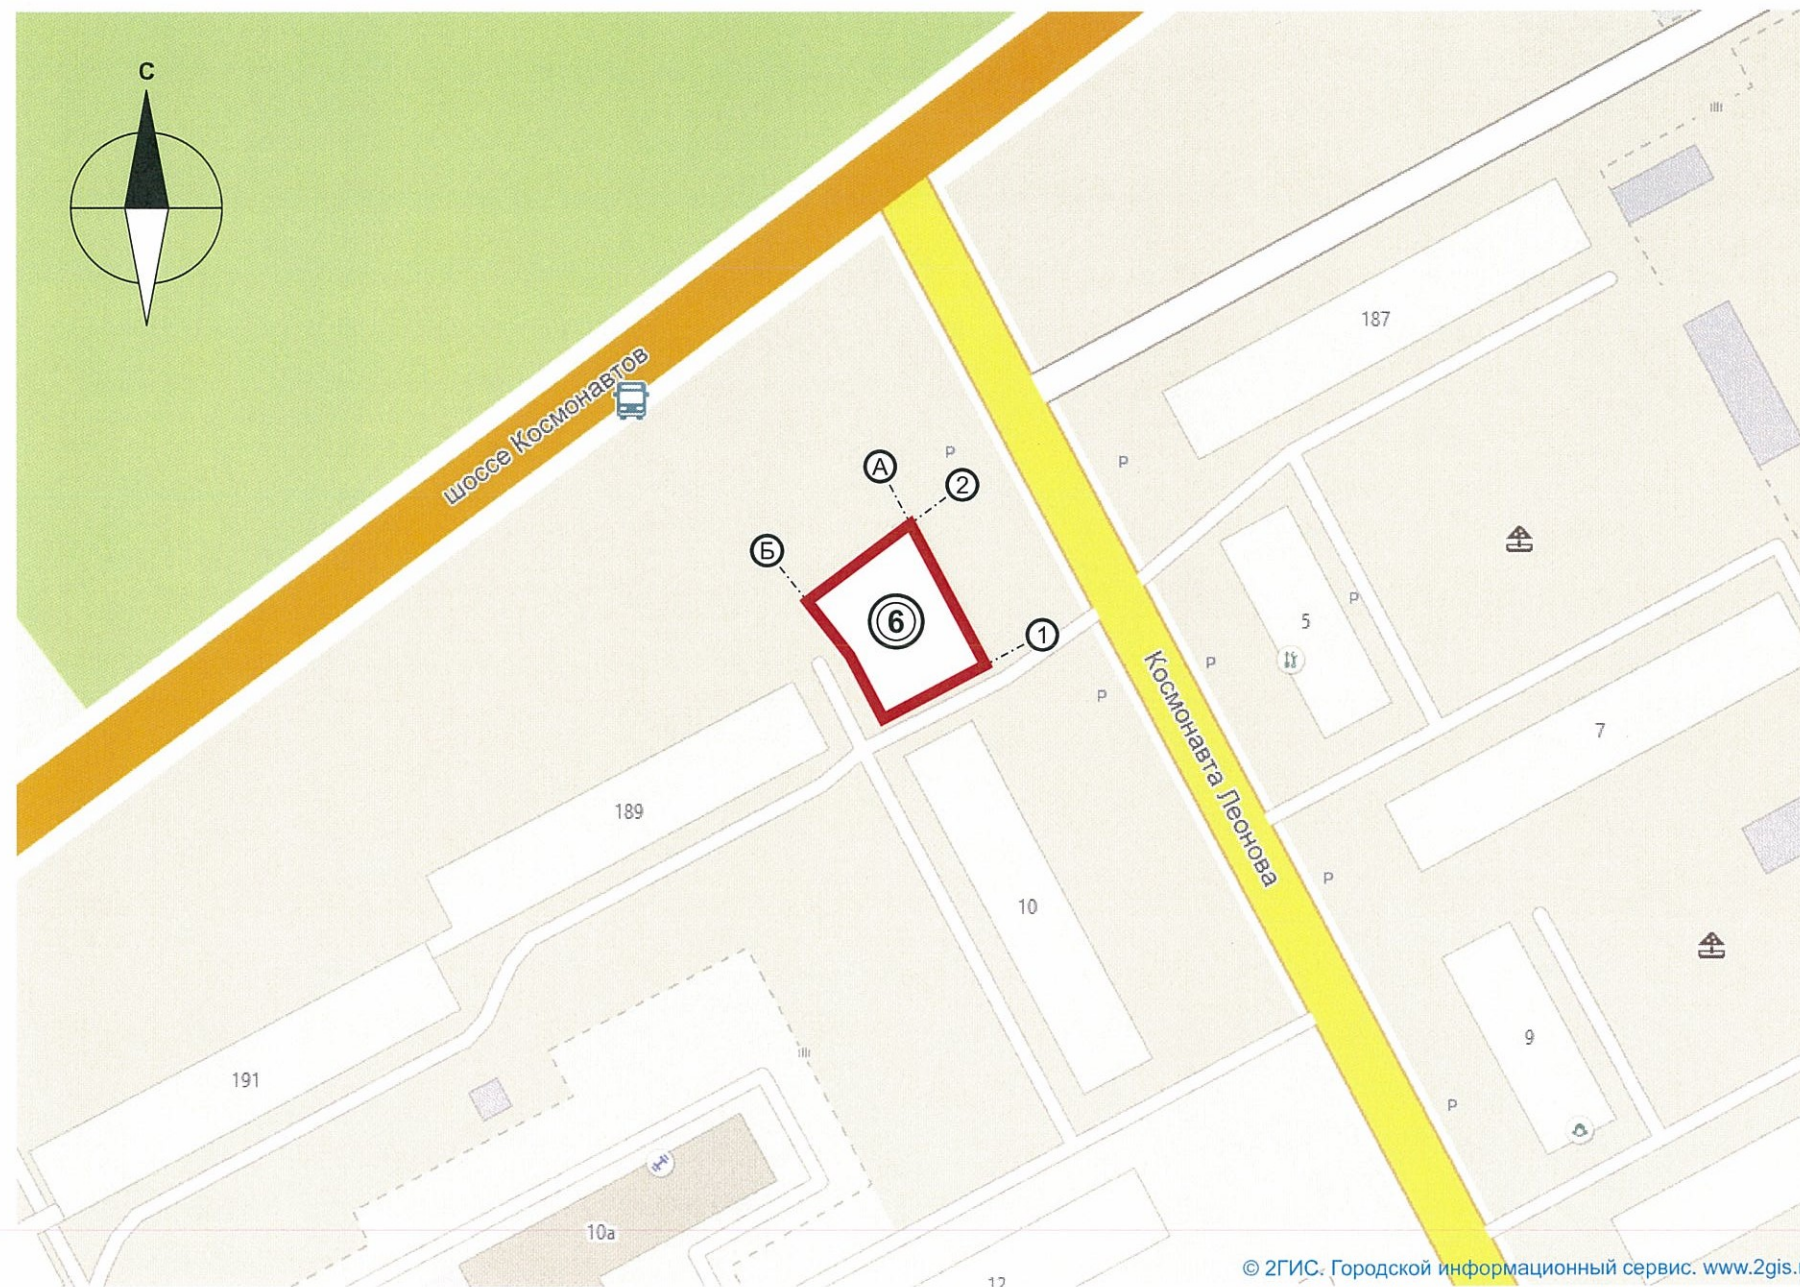 С
187
шоссе Космонавтов
Р
А
2
Р
Б
6
1
5
Р
Р
Р
Космонавта Леонова
7
189
10
Р
9
191
Р
10а
12
© 2ГИС. Городской информационный сервис. www.2gis.